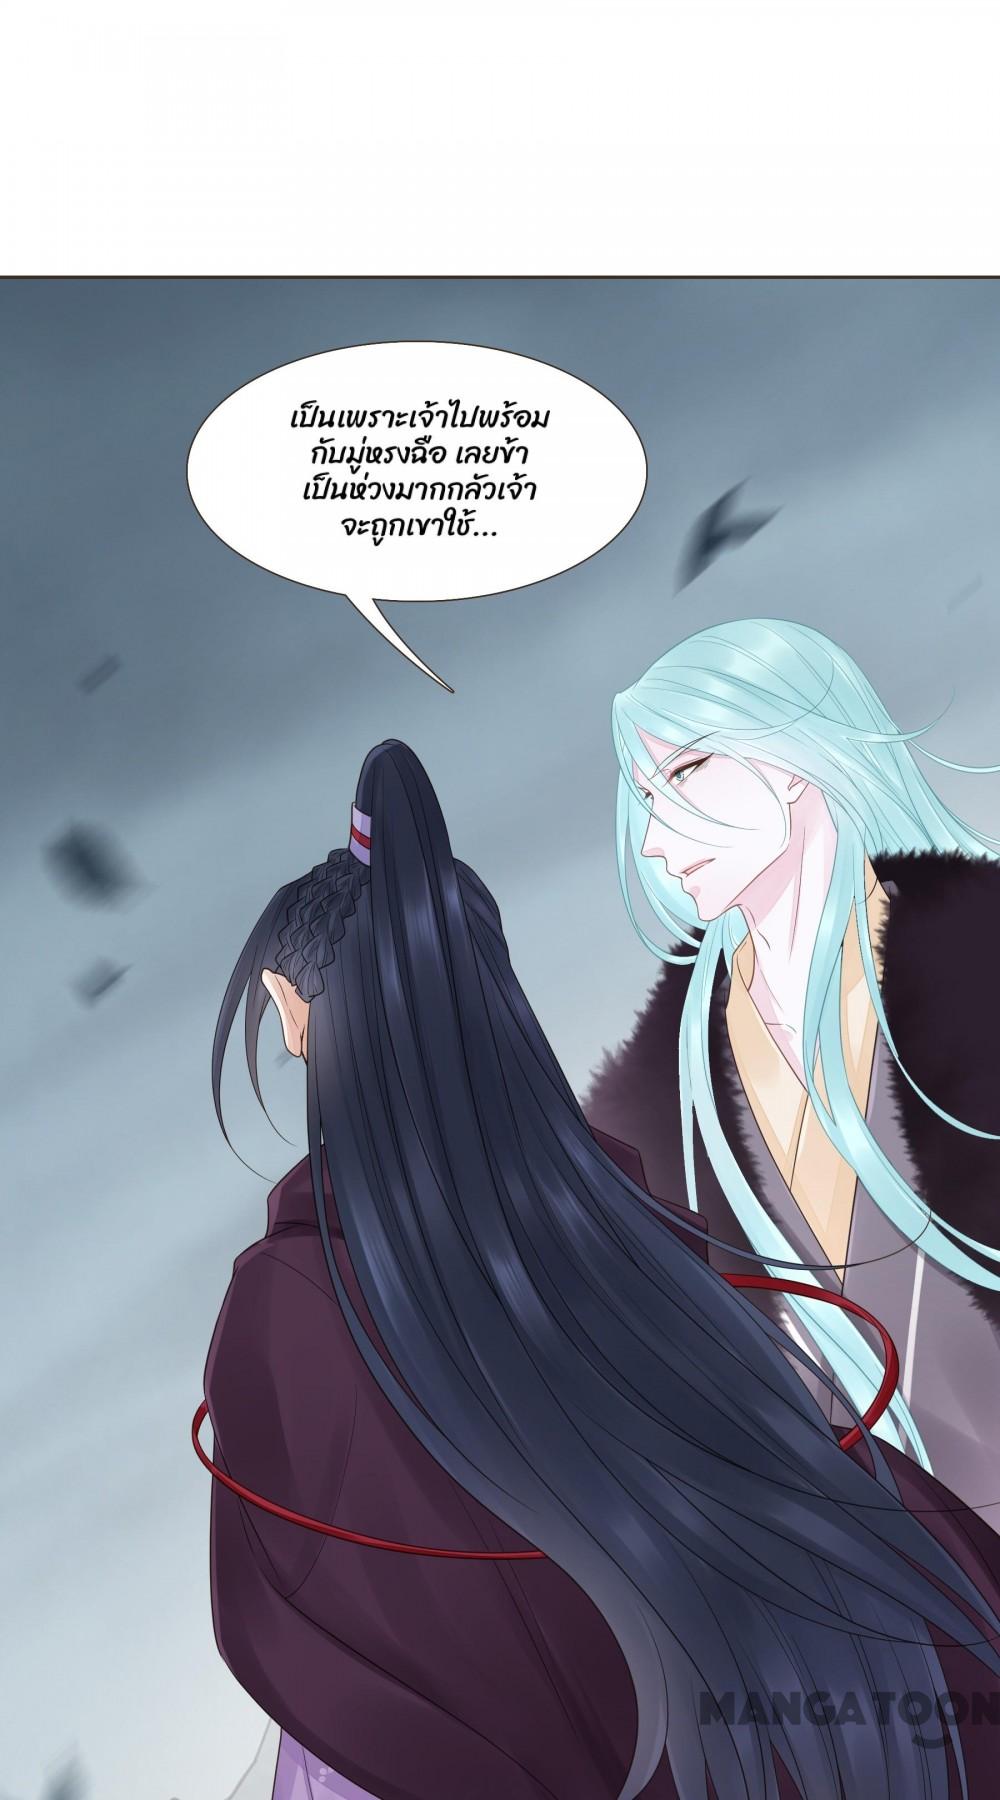 เป็นเพราะเจ้าไปพร้อม
กับมู่หรงฉือ เลยข้า
เป็นห่วงมากกลัวเจ้า
จะถูกเขาใช้...
MANGATOON